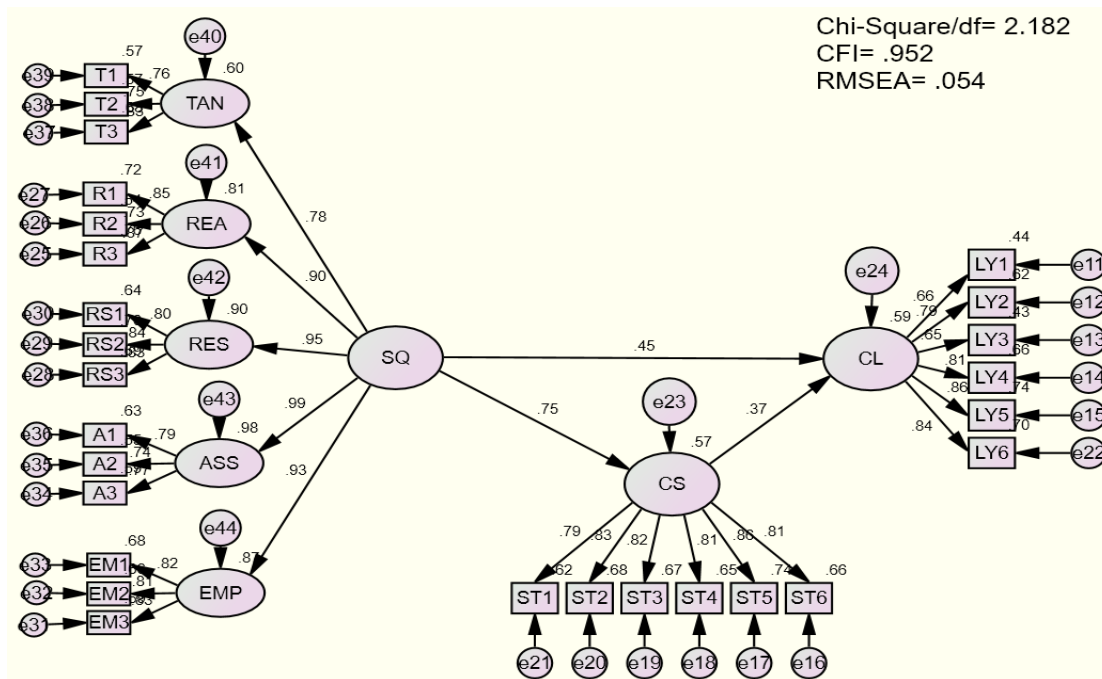 Chi-Square/df= 2.182
CFI= .952
RMSEA= .054
e40
.57
.60
e39
T1
.76
TAN
e38
T2
.75
e37
T3
e41
.72
.81
e27
R1
.85
REA
e26
R2
.73
e25
R3
.87
.78
.90
e42
.64
.90
e30
RS1
.80
RES
e29
RS2
.84
e28
RS3
.83
.95
SQ
.45
e43
.63
.98
e36
A1
.79
ASS
e35
A2
.74
e34
A3
.77
.99
.93
e44
.68
.87
e33
EM1
.82
EMP
e32
EM2
.81
e31
EM3
.83
.75
e23
.57
CS
.37
e24
.59
CL
.44
.66
LY1
e11
.62
.79
LY2
e12
.43
.65
LY3
e13
.66
.81
LY4
e14
.74
.86
LY5
e15
.70
.84
LY6
e22
.79
.83
.82
.81
.86
.81
.62
.68
.67
.65
.74
.66
ST1
ST2
ST3
ST4
ST5
ST6
e21
e20
e19
e18
e17
e16